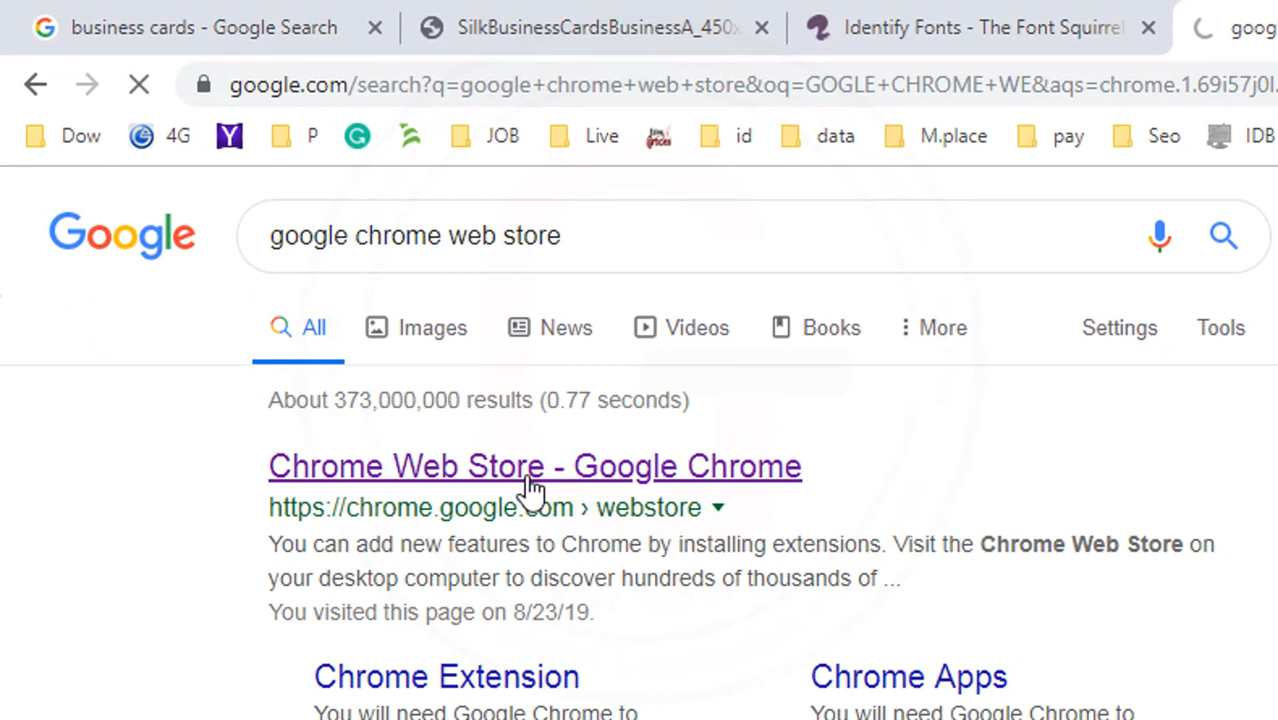 business cards - Google Search
SilkBusinessCardsBusinessA_450x
Identify Fonts - The Font Squirrel
goog
google.com/search?q=google+chrome+web+store&oq=GOGLE+CHROME+WE&aqs=chrome.1.69i57j0l.
Dow 4G P JOB Live id data M.place pay Seo IDB
Google
google chrome web store
All Images News Videos Books More Settings Tools
About 373,000,000 results (0.77 seconds)
Chrome Web Store - Google Chrome
https://chrome.google.com › webstore
You can add new features to Chrome by installing extensions. Visit the Chrome Web Store on
your desktop computer to discover hundreds of thousands of ...
You visited this page on 8/23/19.
Chrome Extension Chrome Apps
You will need Google Chrome to You will need Google Chrome to